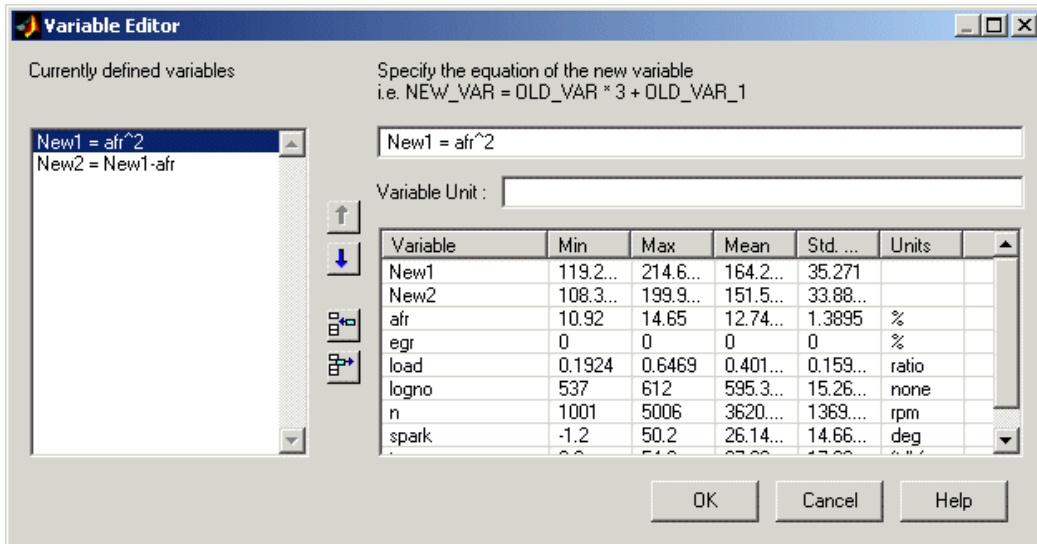 Variable Editor
Currently defined variables
Specify the equation of the new variable
i.e. NEW_VAR = OLD_VAR * 3 + OLD_VAR_1
New1 = afr^2
New2 = New1-afr
New1 = afr^2
Variable Unit :
Variable Min Max Mean Std. ... Units
New1 119.2... 214.6... 164.2... 35.271
New2 108.3... 199.9... 151.5... 33.88...
afr 10.92 14.65 12.74... 1.3895 %
egr 0 0 0 0 %
load 0.1924 0.6469 0.401... 0.159... ratio
logno 537 612 595.3... 15.26... none
n 1001 5006 3620.... 1369.... rpm
spark -1.2 50.2 26.14... 14.66... deg
OK Cancel Help